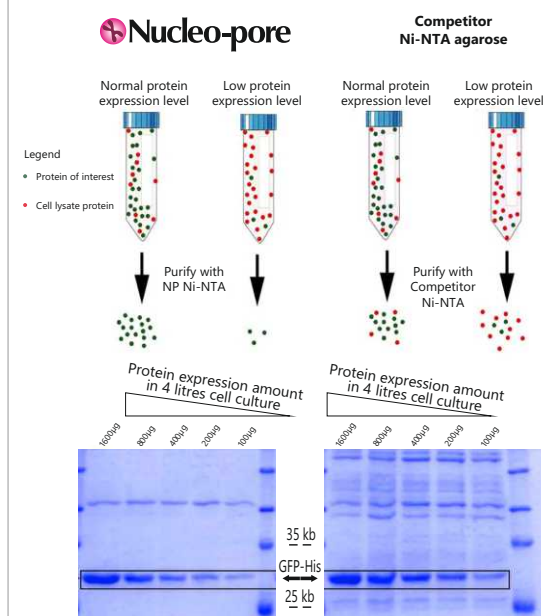 Nucleo-pore
Competitor
Ni-NTA agarose
Normal protein
expression level
Low protein
expression level
Normal protein
expression level
Low protein
expression level
Legend
Protein of interest
Cell lysate protein
Purify with
NP Ni-NTA
Purify with
Competitor
Ni-NTA
Protein expression amount
in 4 litres cell culture
Protein expression amount
in 4 litres cell culture
1600µg 800µg 400µg 200µg 100µg
1600µg 800µg 400µg 200µg 100µg
35 kb
GFP-His
25 kb